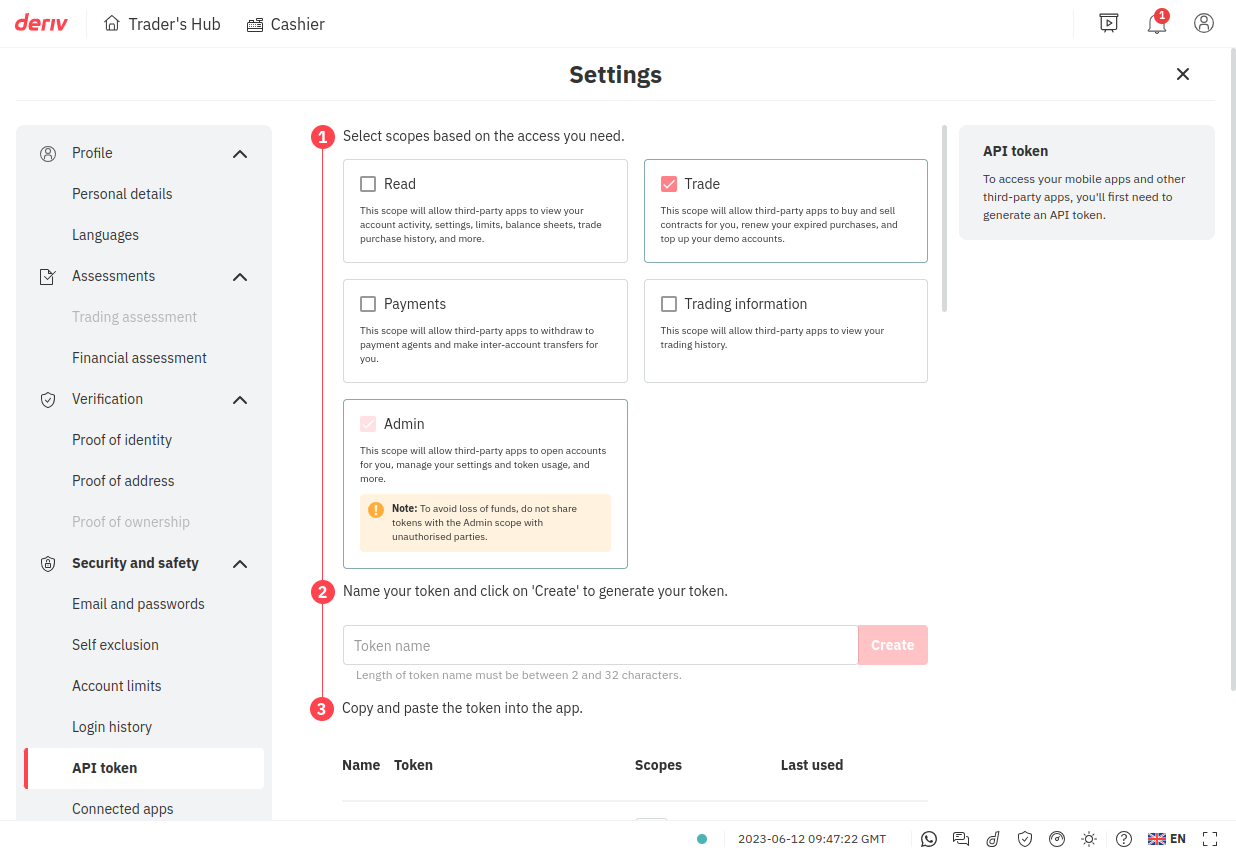 deriv
Trader's Hub
Cashier
1
Settings
Profile
Personal details
Languages
Assessments
Trading assessment
Financial assessment
Verification
Proof of identity
Proof of address
Proof of ownership
Security and safety
Email and passwords
Self exclusion
Account limits
Login history
API token
Connected apps
1
Select scopes based on the access you need.
Read
This scope will allow third-party apps to view your
account activity, settings, limits, balance sheets, trade
purchase history, and more.
Trade
This scope will allow third-party apps to buy and sell
contracts for you, renew your expired purchases, and
top up your demo accounts.
Payments
This scope will allow third-party apps to withdraw to
payment agents and make inter-account transfers for
you.
Trading information
This scope will allow third-party apps to view your
trading history.
Admin
This scope will allow third-party apps to open accounts
for you, manage your settings and token usage, and
more.
Note: To avoid loss of funds, do not share
tokens with the Admin scope with
unauthorised parties.
2
Name your token and click on 'Create' to generate your token.
Token name
Create
Length of token name must be between 2 and 32 characters.
3
Copy and paste the token into the app.
Name Token Scopes Last used
API token
To access your mobile apps and other
third-party apps, you'll first need to
generate an API token.
2023-06-12 09:47:22 GMT
EN